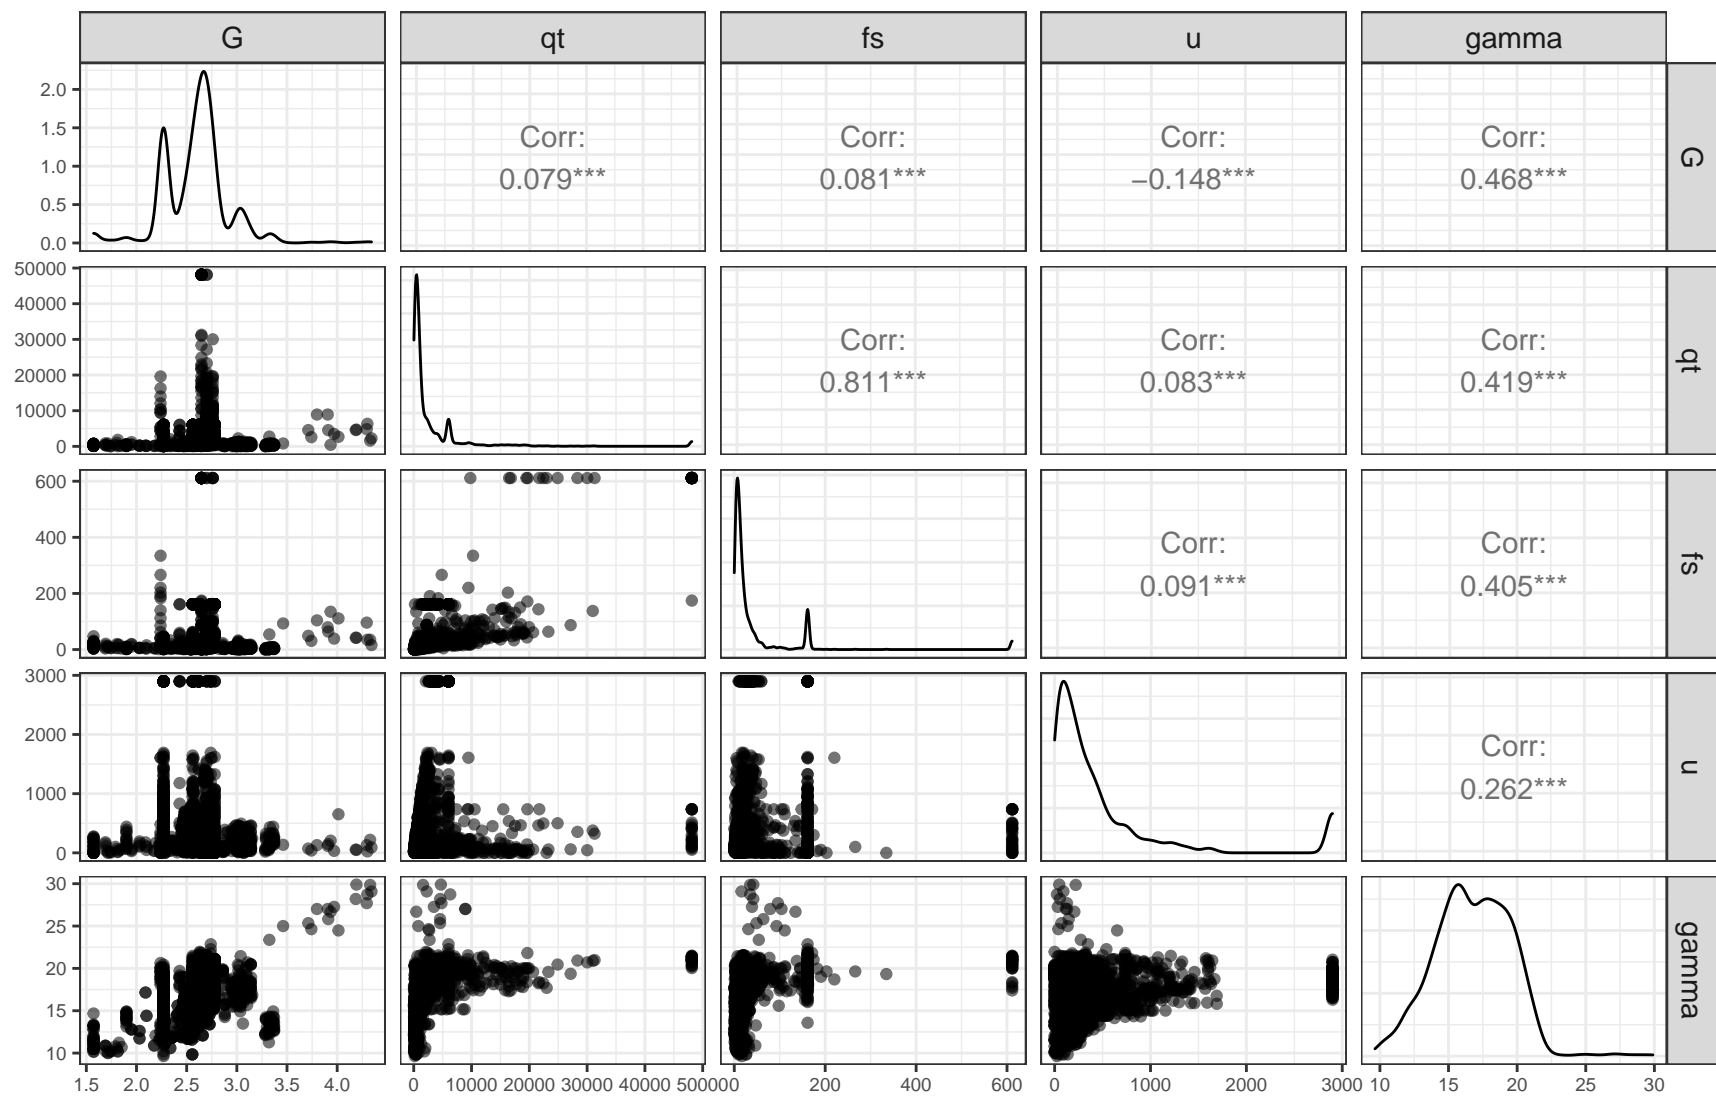 G qt fs u gamma
2.0
1.5
1.0
0.5
0.0
Corr:
0.079***
Corr:
0.081***
Corr:
−0.148***
Corr:
0.468***
G
50000
40000
30000
20000
10000
0
Corr:
0.811***
Corr:
0.083***
Corr:
0.419***
qt
600
400
200
0
Corr:
0.091***
Corr:
0.405***
fs
3000
2000
1000
0
Corr:
0.262***
u
30
25
20
15
10
gamma
1.5 2.0 2.5 3.0 3.5 4.0 0 10000 20000 30000 40000 50000 0 200 400 600 0 1000 2000 3000 10 15 20 25 30